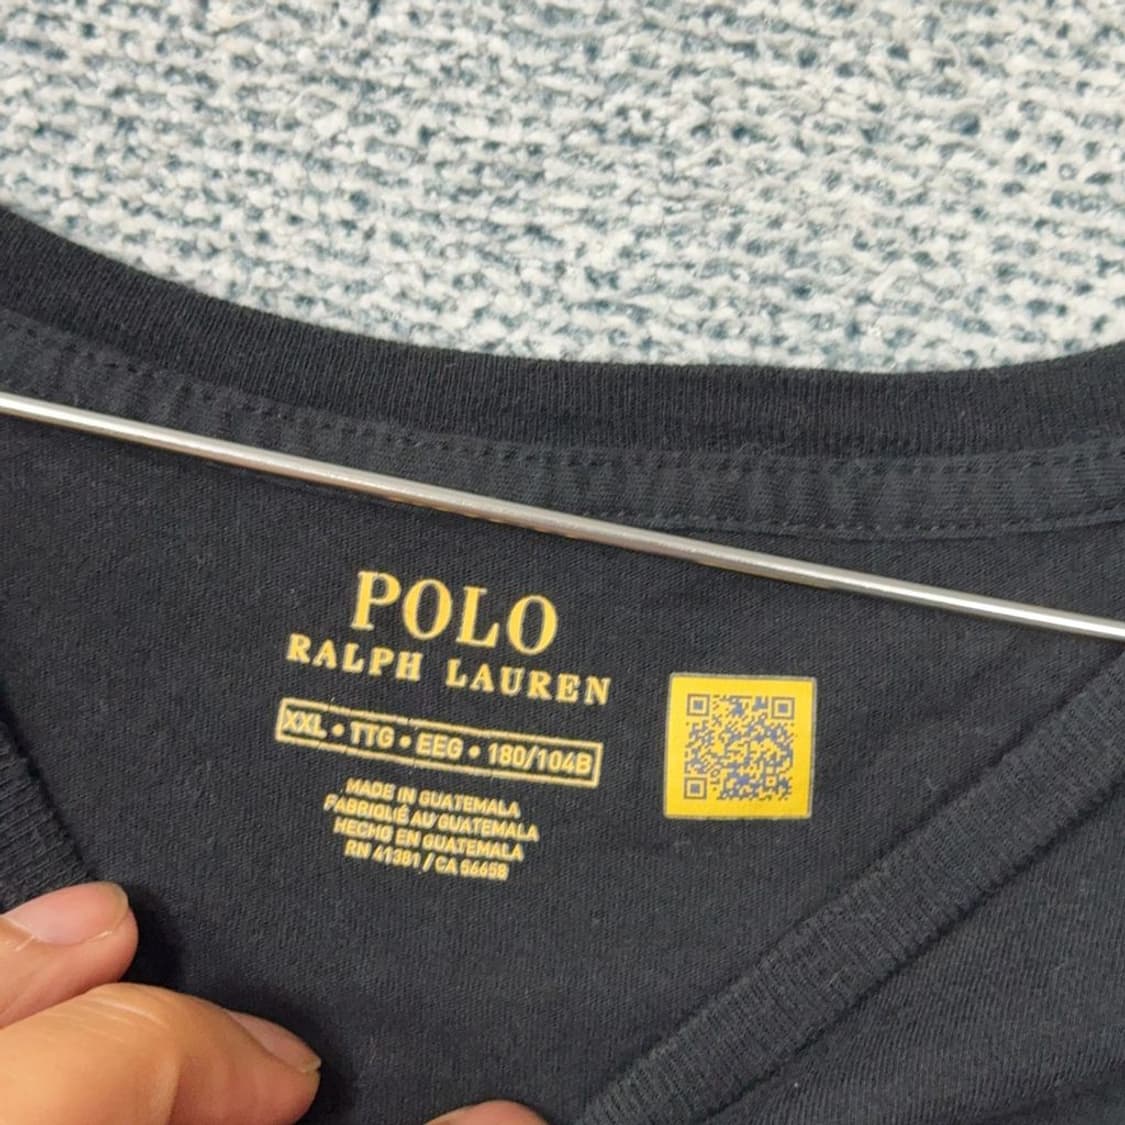 POLO
RALPH LAUREN
XXL • TTG • EEG • 180/104B
MADE IN GUATEMALA
FABRIQUÉ AU GUATEMALA
HECHO EN GUATEMALA
RN 41381 / CA 56658